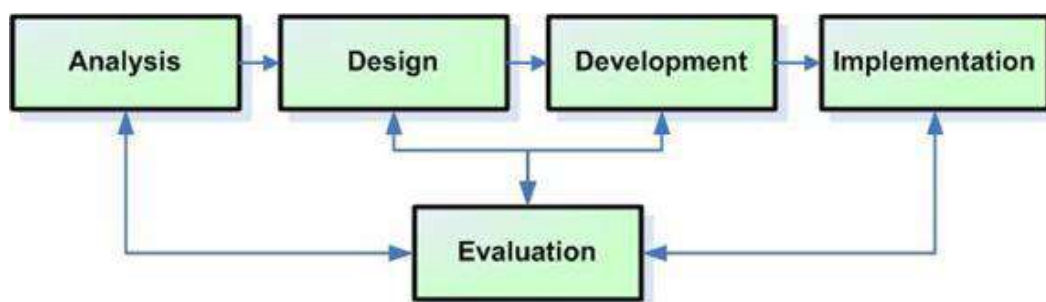 Analysis
Design
Development
Implementation
Evaluation